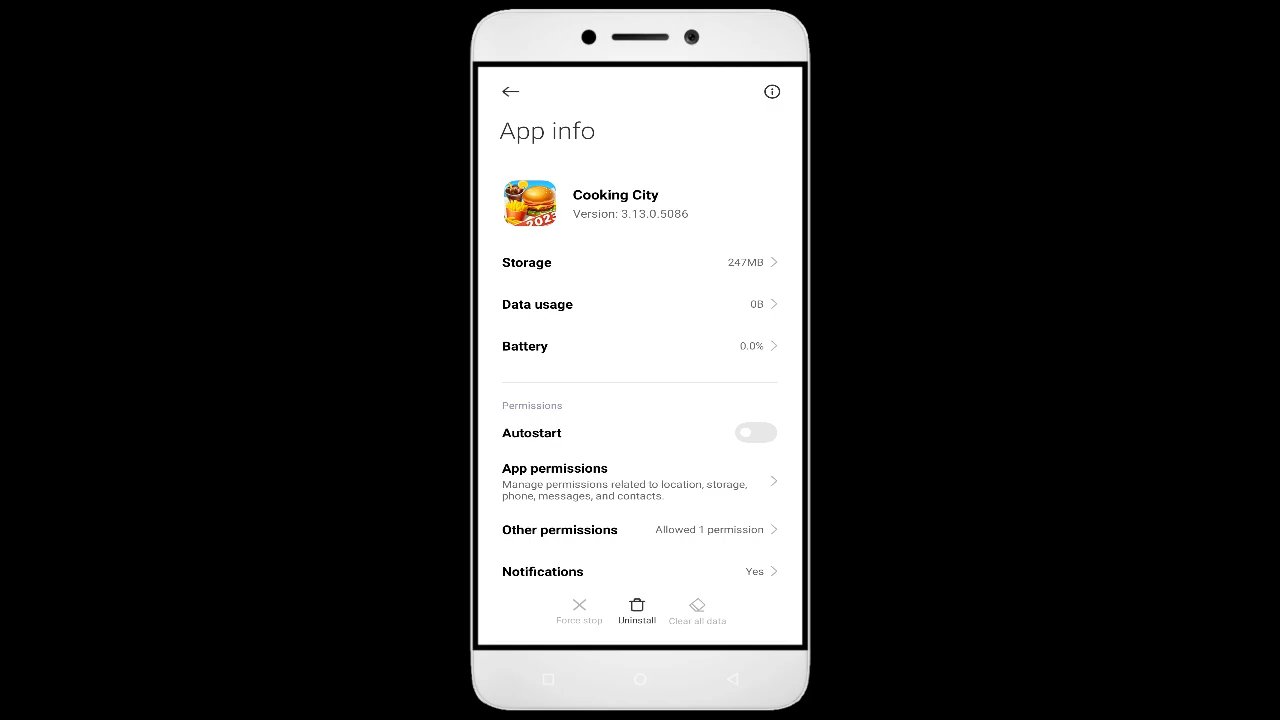 App info
2023
Cooking City
Version: 3.13.0.5086
Storage 247MB
Data usage 0B
Battery 0.0%
Permissions
Autostart
App permissions
Manage permissions related to location, storage,
phone, messages, and contacts.
Other permissions Allowed 1 permission
Notifications Yes
Force stop Uninstall Clear all data